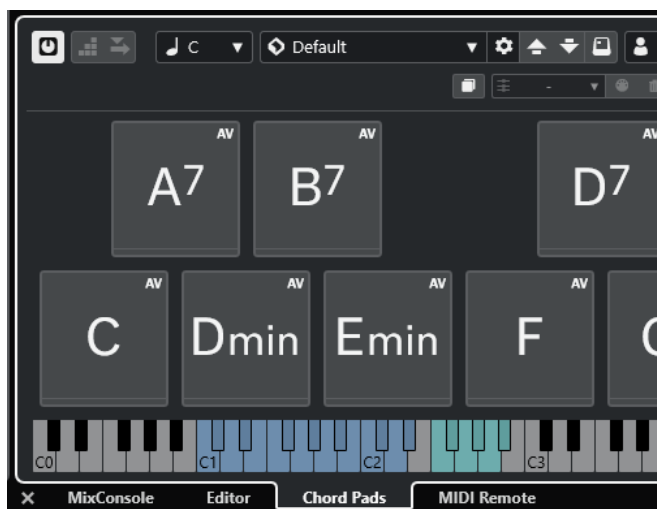 C Default
-
AV AV AV
A7 B7 D7
AV AV AV AV
C Dmin Emin F
C0 C1 C2 C3
MixConsole Editor Chord Pads MIDI Remote